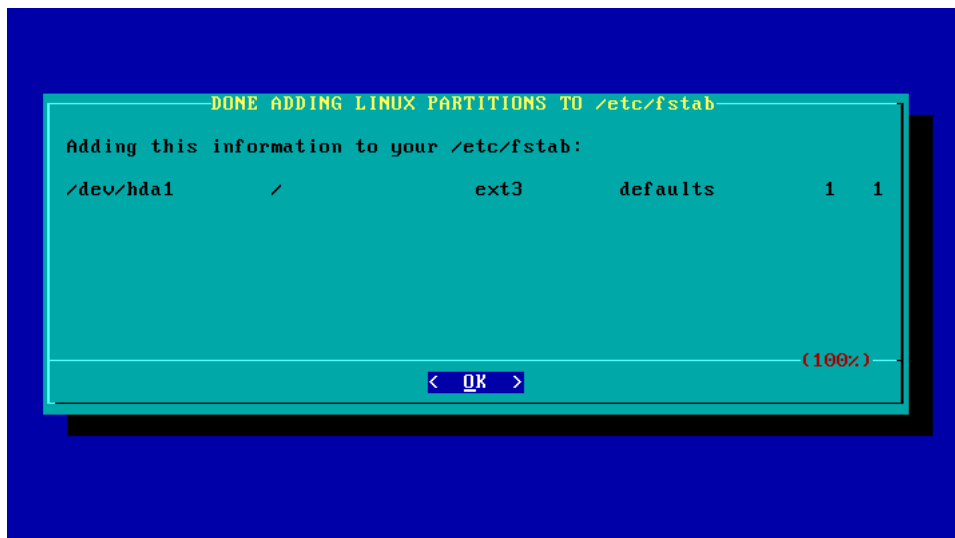 DONE ADDING LINUX PARTITIONS TO /etc/fstab
Adding this information to your /etc/fstab:
/dev/hda1 / ext3 defaults 1 1
(100%)
< OK >